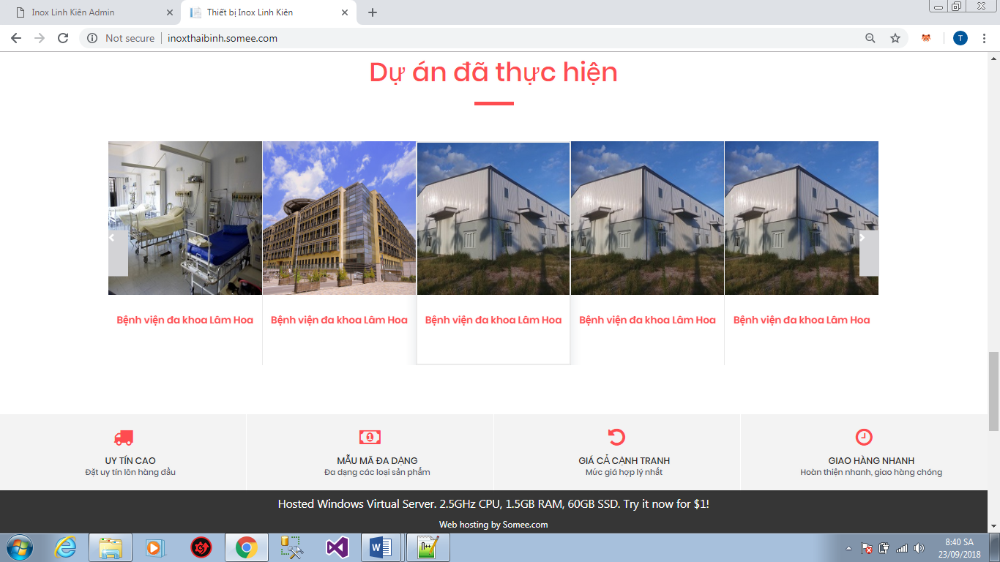 Inox Linh Kiên Admin
Thiết bị Inox Linh Kiên
Not secure
inoxthaibinh.somee.com
T
Dự án đã thực hiện
Bệnh viện đa khoa Lâm Hoa
Bệnh viện đa khoa Lâm Hoa
Bệnh viện đa khoa Lâm Hoa
Bệnh viện đa khoa Lâm Hoa
Bệnh viện đa khoa Lâm Hoa
UY TÍN CAO
Đặt uy tín lên hàng đầu
MẪU MÃ ĐA DẠNG
Đa dạng các loại sản phẩm
GIÁ CẢ CẠNH TRANH
Mức giá hợp lý nhất
GIAO HÀNG NHANH
Hoàn thiện nhanh, giao hàng chóng
Hosted Windows Virtual Server. 2.5GHz CPU, 1.5GB RAM, 60GB SSD. Try it now for $1!
Web hosting by Somee.com
8:40 SA
23/09/2018